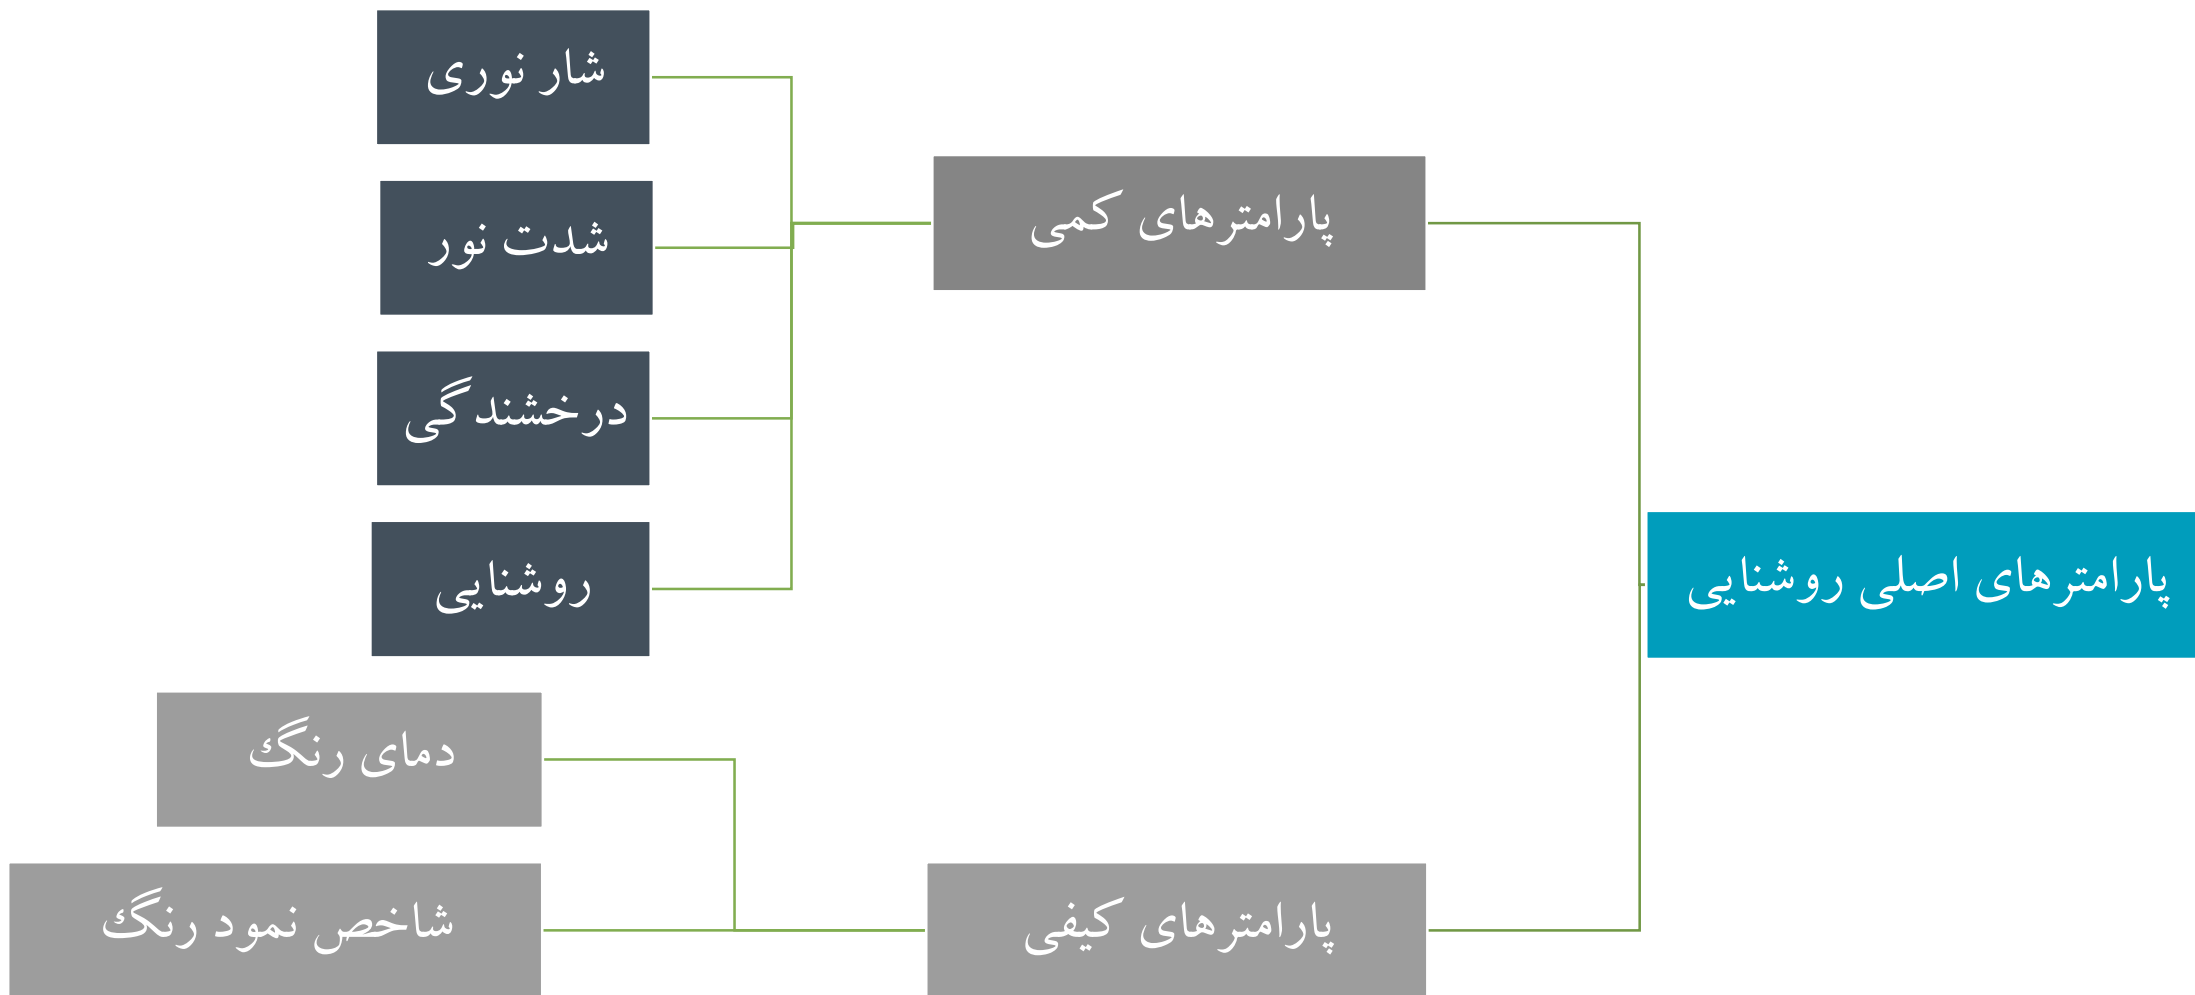 پارامترهای اصلی روشنایی
پارامترهای کمی
شار نوری
شدت نور
درخشندگی
روشنایی
پارامترهای کیفی
دمای رنگ
شاخص نمود رنگ